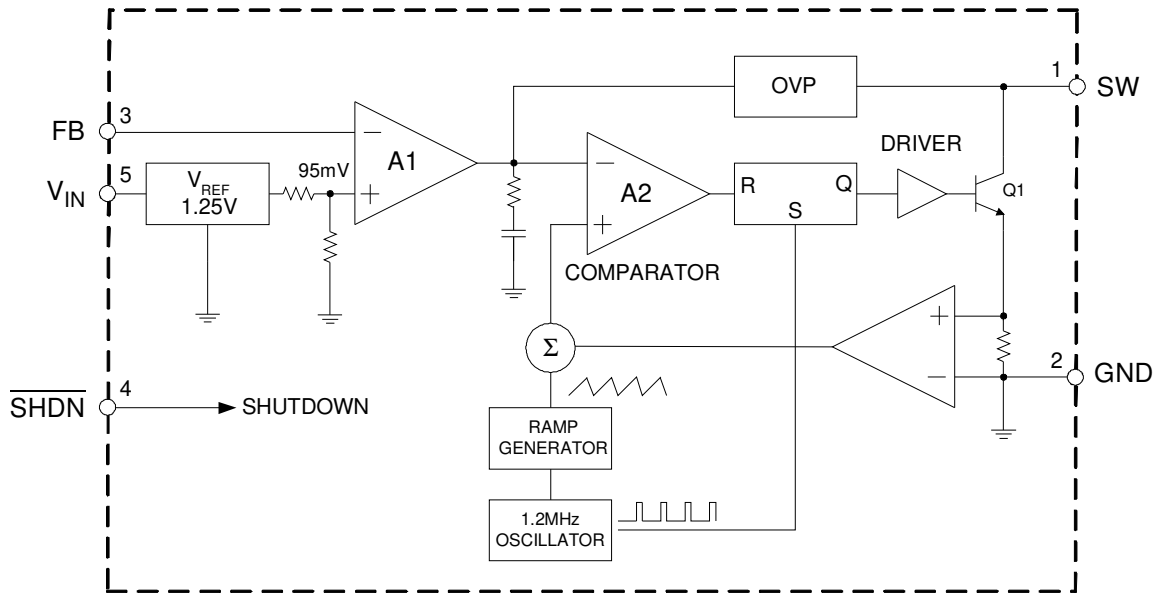 1
SW
OVP
FB
3
A1
DRIVER
V_IN
5
V_REF
1.25V
95mV
A2
R
Q
S
Q1
COMPARATOR
Σ
2
GND
SHDN
4
SHUTDOWN
RAMP
GENERATOR
1.2MHz
OSCILLATOR